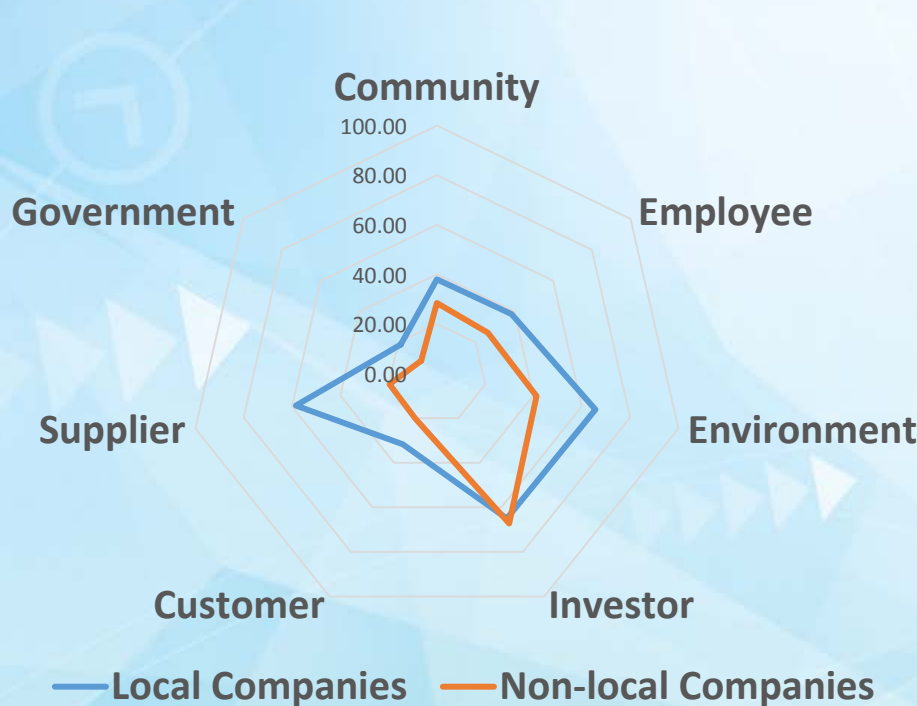 Community
100.00
80.00
60.00
40.00
20.00
0.00
Government
Employee
Supplier
Environment
Customer
Investor
Local Companies
Non-local Companies